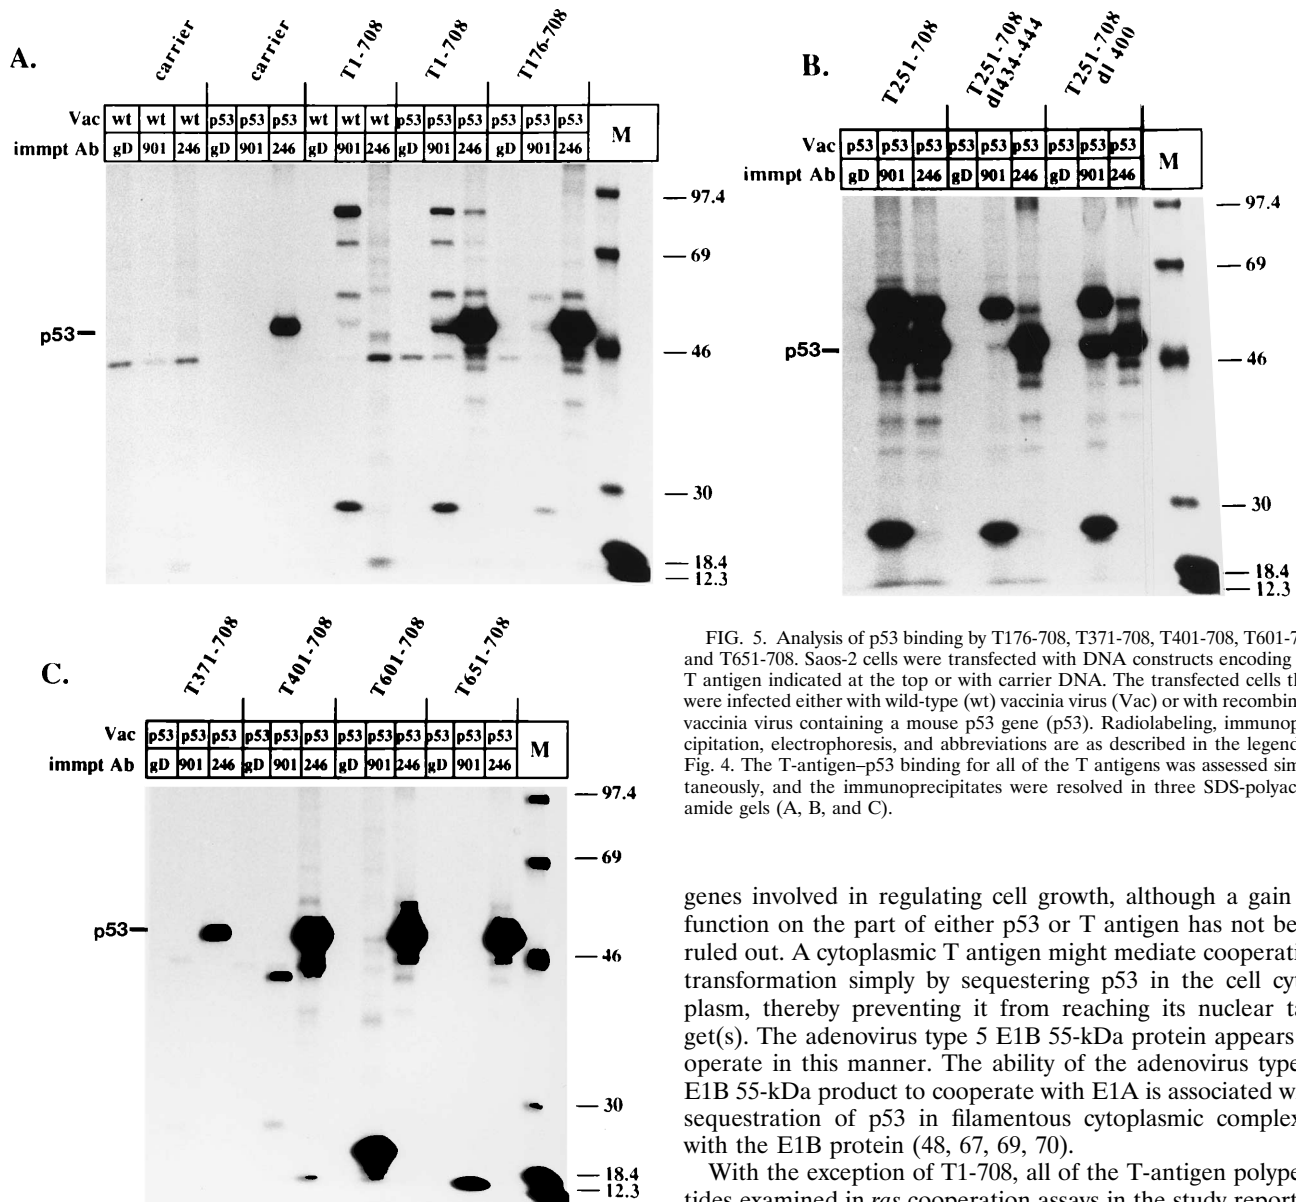 A.
carrier carrier T1-708 T1-708 T176-708
Vac wt wt wt p53 p53 p53 wt wt wt p53 p53 p53 p53 p53 p53 M
immpt Ab gD 901 246 gD 901 246 gD 901 246 gD 901 246 gD 901 246
97.4
69
p53
46
30
18.4
12.3
B.
T251-708 T251-708 dl434-444 T251-708 dl 400
Vac p53 p53 p53 p53 p53 p53 p53 p53 p53 M
immpt Ab gD 901 246 gD 901 246 gD 901 246
97.4
69
p53
46
30
18.4
12.3
C.
T371-708 T401-708 T601-708 T651-708
Vac p53 p53 p53 p53 p53 p53 p53 p53 p53 p53 p53 p53 M
immpt Ab gD 901 246 gD 901 246 gD 901 246 gD 901 246
97.4
69
p53
46
30
18.4
12.3
FIG. 5. Analysis of p53 binding by T176-708, T371-708, T401-708, T601-7
and T651-708. Saos-2 cells were transfected with DNA constructs encoding
T antigen indicated at the top or with carrier DNA. The transfected cells th
were infected either with wild-type (wt) vaccinia virus (Vac) or with recombin
vaccinia virus containing a mouse p53 gene (p53). Radiolabeling, immunop
cipitation, electrophoresis, and abbreviations are as described in the legend
Fig. 4. The T-antigen–p53 binding for all of the T antigens was assessed sim
taneously, and the immunoprecipitates were resolved in three SDS-polyac
amide gels (A, B, and C).
genes involved in regulating cell growth, although a gain
function on the part of either p53 or T antigen has not be
ruled out. A cytoplasmic T antigen might mediate cooperati
transformation simply by sequestering p53 in the cell cyt
plasm, thereby preventing it from reaching its nuclear ta
get(s). The adenovirus type 5 E1B 55-kDa protein appears
operate in this manner. The ability of the adenovirus type
E1B 55-kDa product to cooperate with E1A is associated w
sequestration of p53 in filamentous cytoplasmic complex
with the E1B protein (48, 67, 69, 70).
With the exception of T1-708, all of the T-antigen polype
tides examined in ras cooperation assays in the study report